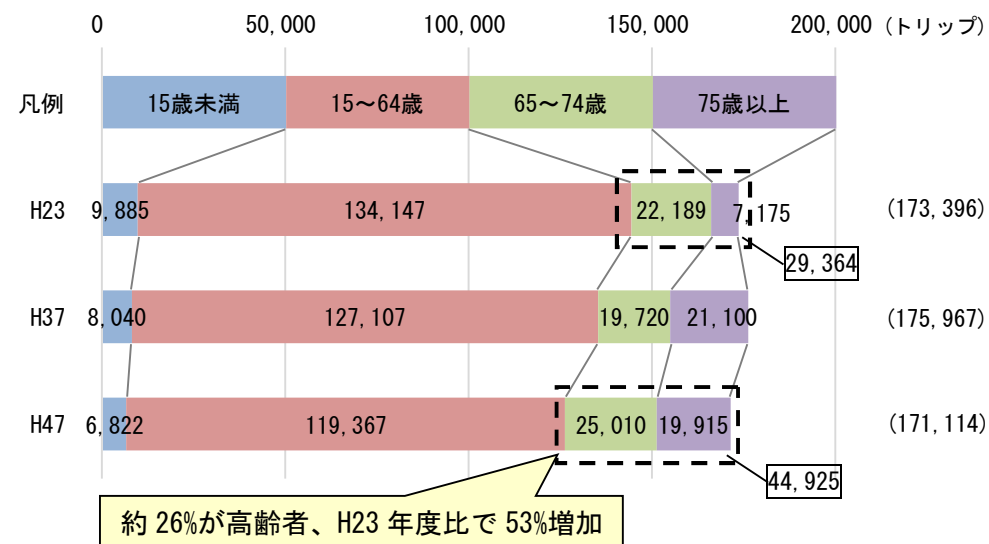 0 50,000 100,000 150,000 200,000 (トリップ)
凡例 15歳未満 15～64歳 65～74歳 75歳以上
H23 9,885 134,147 22,189 7,175 (173,396)
29,364
H37 8,040 127,107 19,720 21,100 (175,967)
H47 6,822 119,367 25,010 19,915 (171,114)
44,925
約 26%が高齢者、H23 年度比で 53%増加